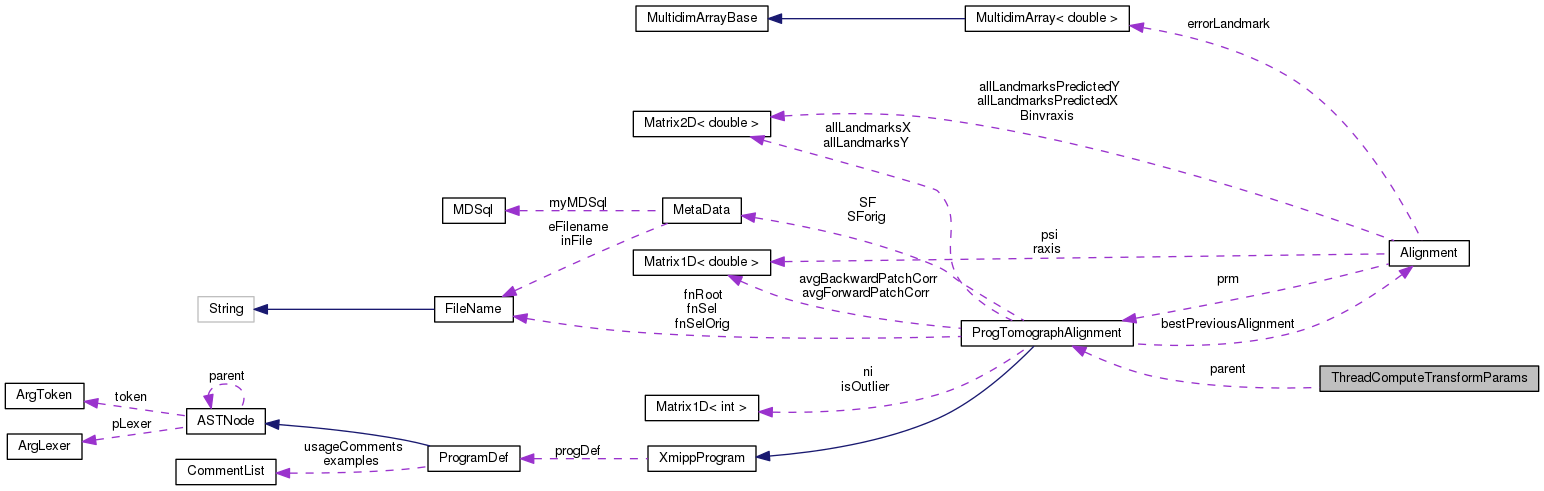 MultidimArrayBase
MultidimArray< double >
errorLandmark
allLandmarksPredictedY
allLandmarksPredictedX
Binvraxis
Matrix2D< double >
allLandmarksX
allLandmarksY
MDSql
myMDSql
MetaData
SF
SForig
eFilename
inFile
psi
raxis
Alignment
Matrix1D< double >
avgBackwardPatchCorr
avgForwardPatchCorr
prm
String
FileName
fnRoot
fnSel
fnSelOrig
ProgTomographAlignment
bestPreviousAlignment
parent
ThreadComputeTransformParams
ni
isOutlier
Matrix1D< int >
parent
ArgToken
token
ASTNode
pLexer
ArgLexer
usageComments
examples
CommentList
ProgramDef
progDef
XmippProgram